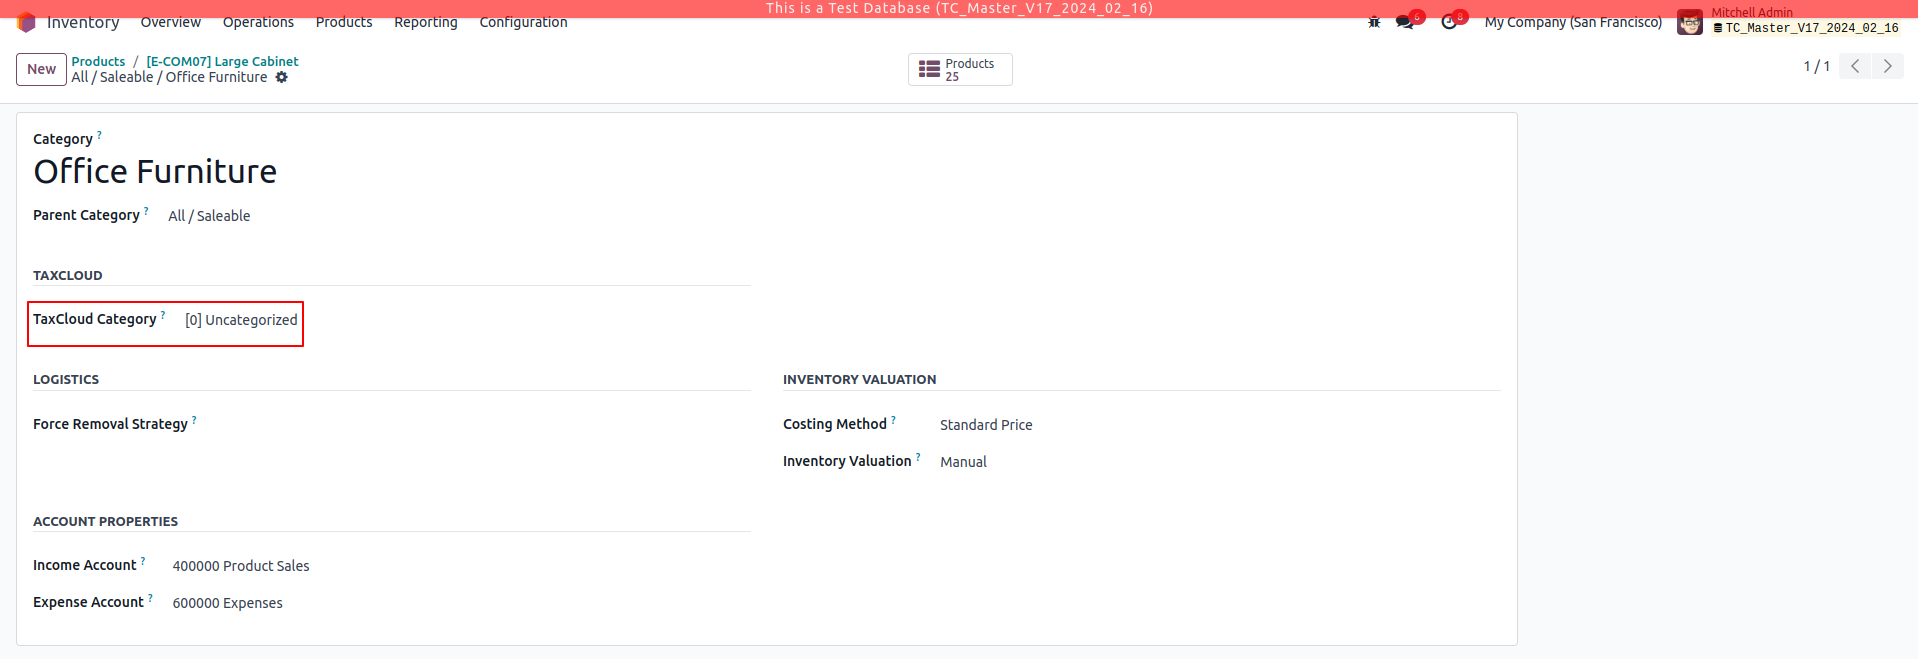 This is a Test Database (TC_Master_V17_2024_02_16)
Inventory Overview Operations Products Reporting Configuration
6 8 My Company (San Francisco) Mitchell Admin
TC_Master_V17_2024_02_16
New
Products / [E-COM07] Large Cabinet
All / Saleable / Office Furniture
Products
25
1 / 1
Category ?
Office Furniture
Parent Category ? All / Saleable
TAXCLOUD
TaxCloud Category ? [0] Uncategorized
LOGISTICS
Force Removal Strategy ?
INVENTORY VALUATION
Costing Method ? Standard Price
Inventory Valuation ? Manual
ACCOUNT PROPERTIES
Income Account ? 400000 Product Sales
Expense Account ? 600000 Expenses